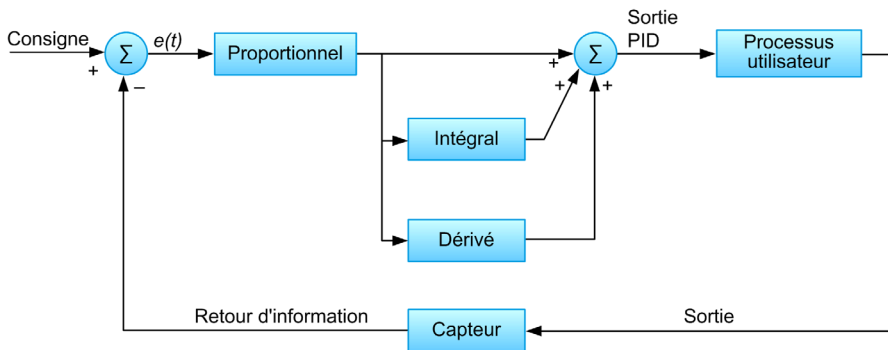 Consigne
+
Σ
–
e(t)
Proportionnel
+
+
+
Σ
Sortie
PID
Processus
utilisateur
Intégral
Dérivé
Retour d'information
Capteur
Sortie